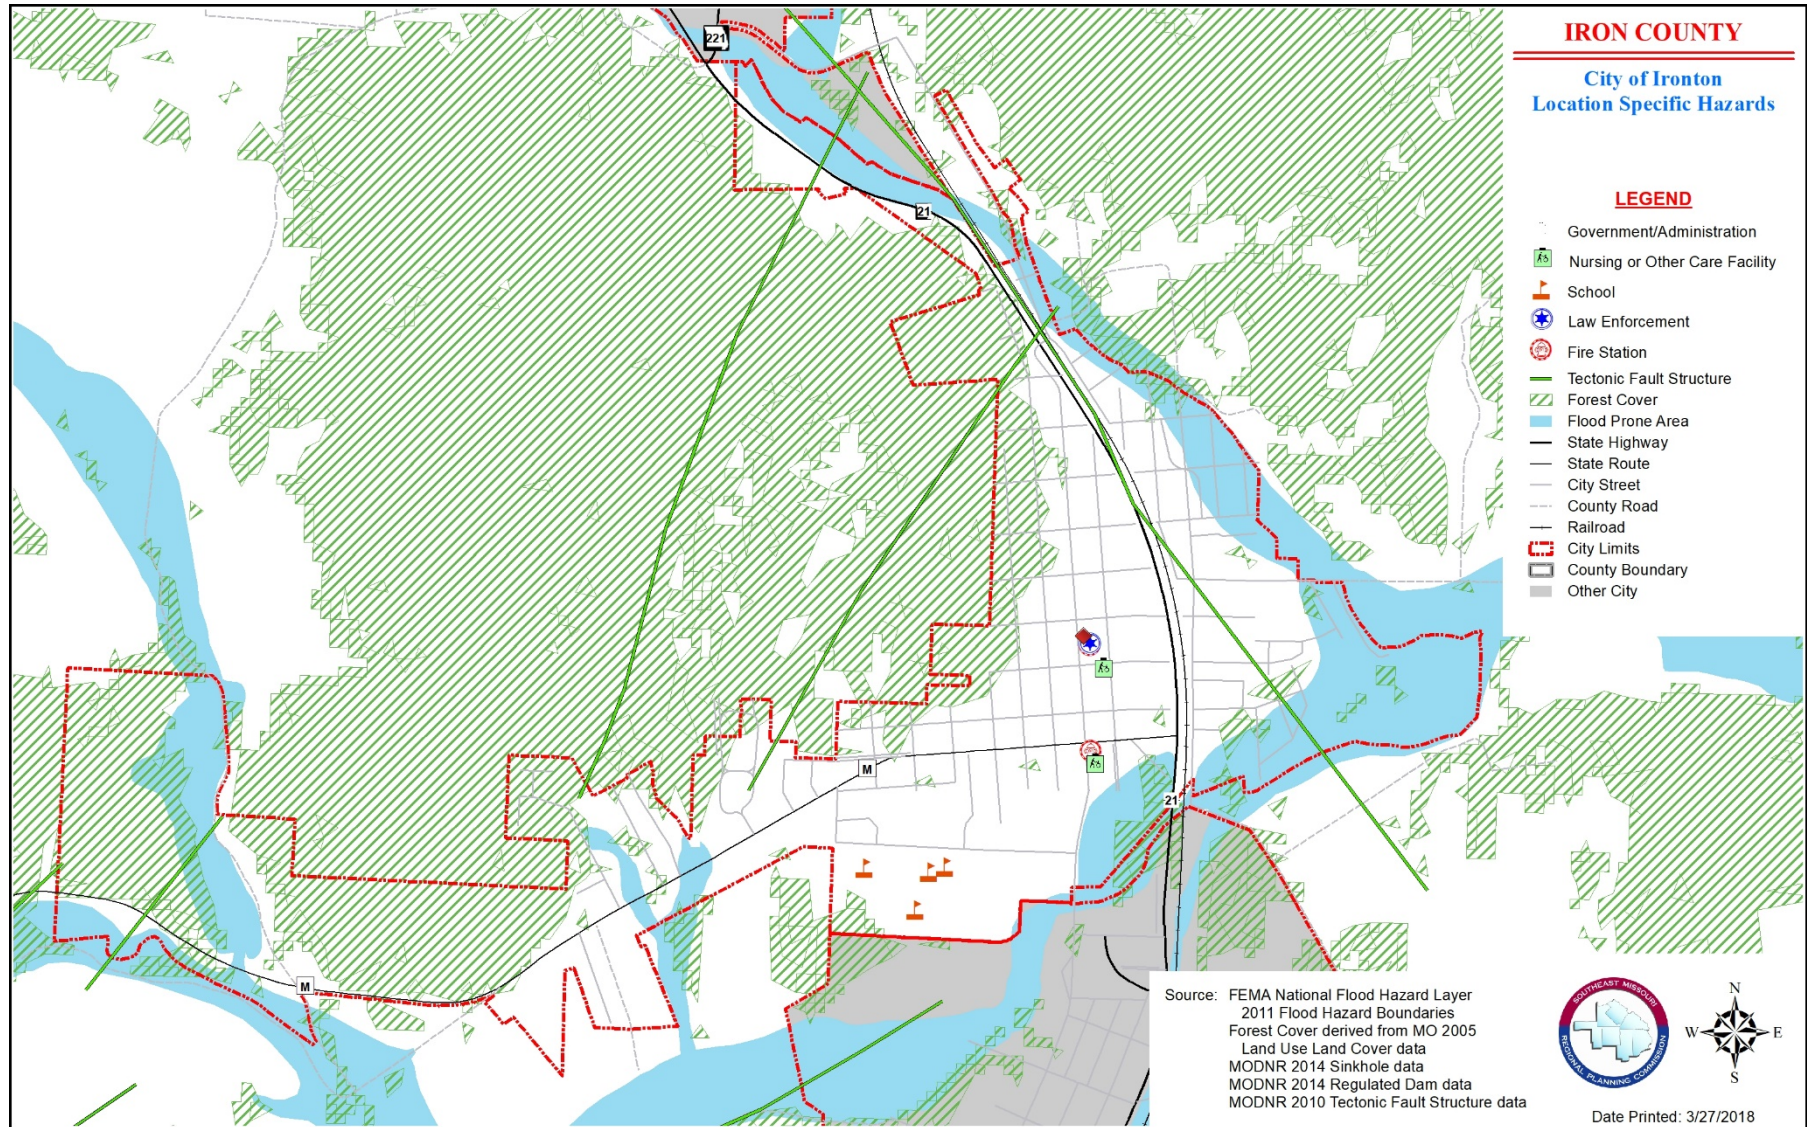 IRON COUNTY
City of Ironton
Location Specific Hazards
LEGEND
Government/Administration
Nursing or Other Care Facility
School
Law Enforcement
Fire Station
Tectonic Fault Structure
Forest Cover
Flood Prone Area
State Highway
State Route
City Street
County Road
Railroad
City Limits
County Boundary
Other City
221
21
M
21
M
Source: FEMA National Flood Hazard Layer
2011 Flood Hazard Boundaries
Forest Cover derived from MO 2005
Land Use Land Cover data
MODNR 2014 Sinkhole data
MODNR 2014 Regulated Dam data
MODNR 2010 Tectonic Fault Structure data
SOUTHEAST MISSOURI
REGIONAL PLANNING COMMISSION
N
W E
S
Date Printed: 3/27/2018